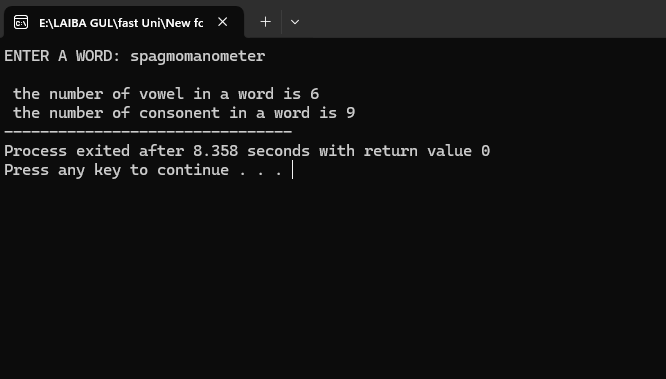 E:\LAIBA GUL\fast Uni\New fc
ENTER A WORD: spagmomanometer
the number of vowel in a word is 6
the number of consonent in a word is 9
--------------------------------
Process exited after 8.358 seconds with return value 0
Press any key to continue . . .